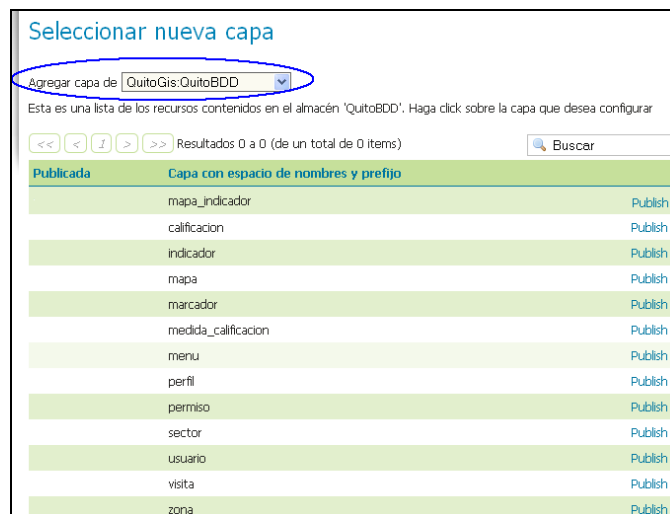 Seleccionar nueva capa
Agregar capa de QuitoGis:QuitoBDD
Esta es una lista de los recursos contenidos en el almacén 'QuitoBDD'. Haga click sobre la capa que desea configurar
<< < 1 > >> Resultados 0 a 0 (de un total de 0 items) Buscar
Publicada Capa con espacio de nombres y prefijo
mapa_indicador Publish
calificacion Publish
indicador Publish
mapa Publish
marcador Publish
medida_calificacion Publish
menu Publish
perfil Publish
permiso Publish
sector Publish
usuario Publish
visita Publish
zona Publish